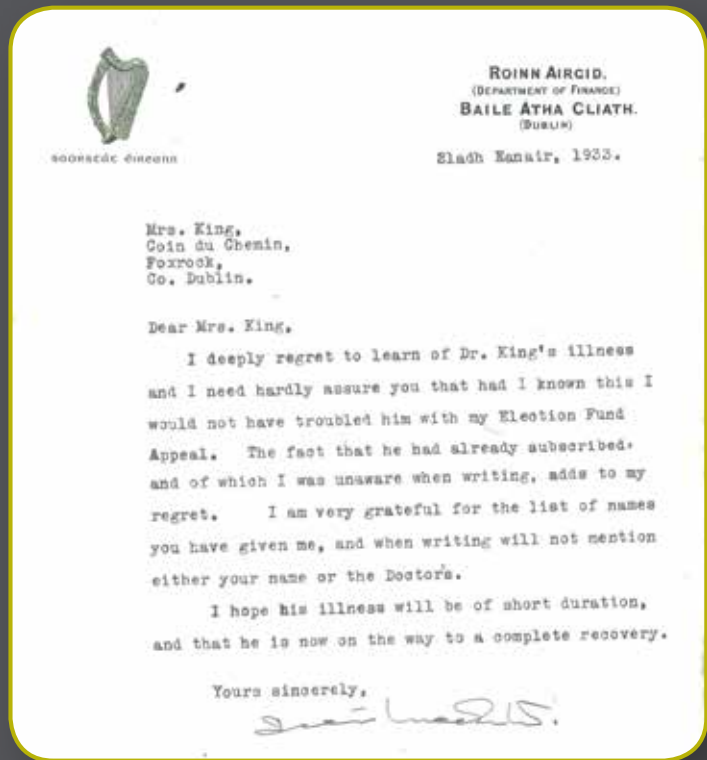 ROINN AIRGID,
(DEPARTMENT OF FINANCE)
BAILE ÁTHA CLIATH.
(DUBLIN)
saorstát éireann
Eanair, 1933.
Mrs. King,
Coin du Chemin,
Foxrock,
Co. Dublin.
Dear Mrs. King,
I deeply regret to learn of Dr. King's illness
and I need hardly assure you that had I known this I
would not have troubled him with my Election Fund
Appeal. The fact that he had already subscribed,
and of which I was unaware when writing, adds to my
regret. I am very grateful for the list of names
you have given me, and when writing will not mention
either your name or the Doctor's.
I hope his illness will be of short duration,
and that he is now on the way to a complete recovery.
Yours sincerely,